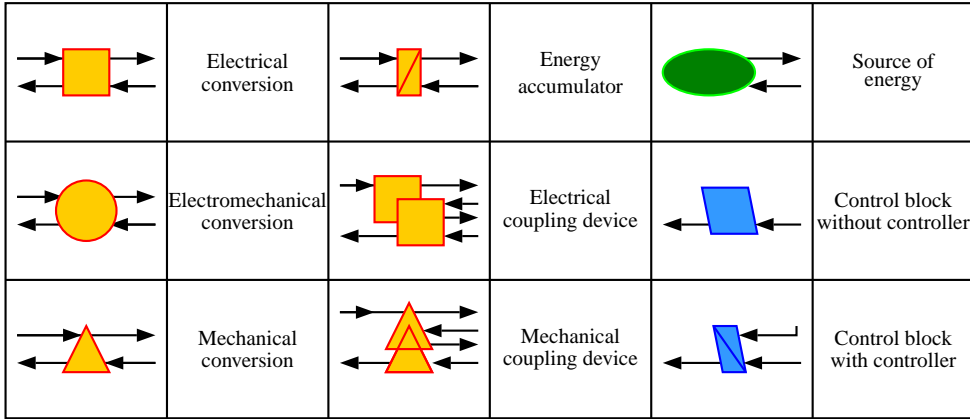 Electrical
conversion
Energy
accumulator
Source of
energy
Electromechanical
conversion
Electrical
coupling device
Control block
without controller
Mechanical
conversion
Mechanical
coupling device
Control block
with controller